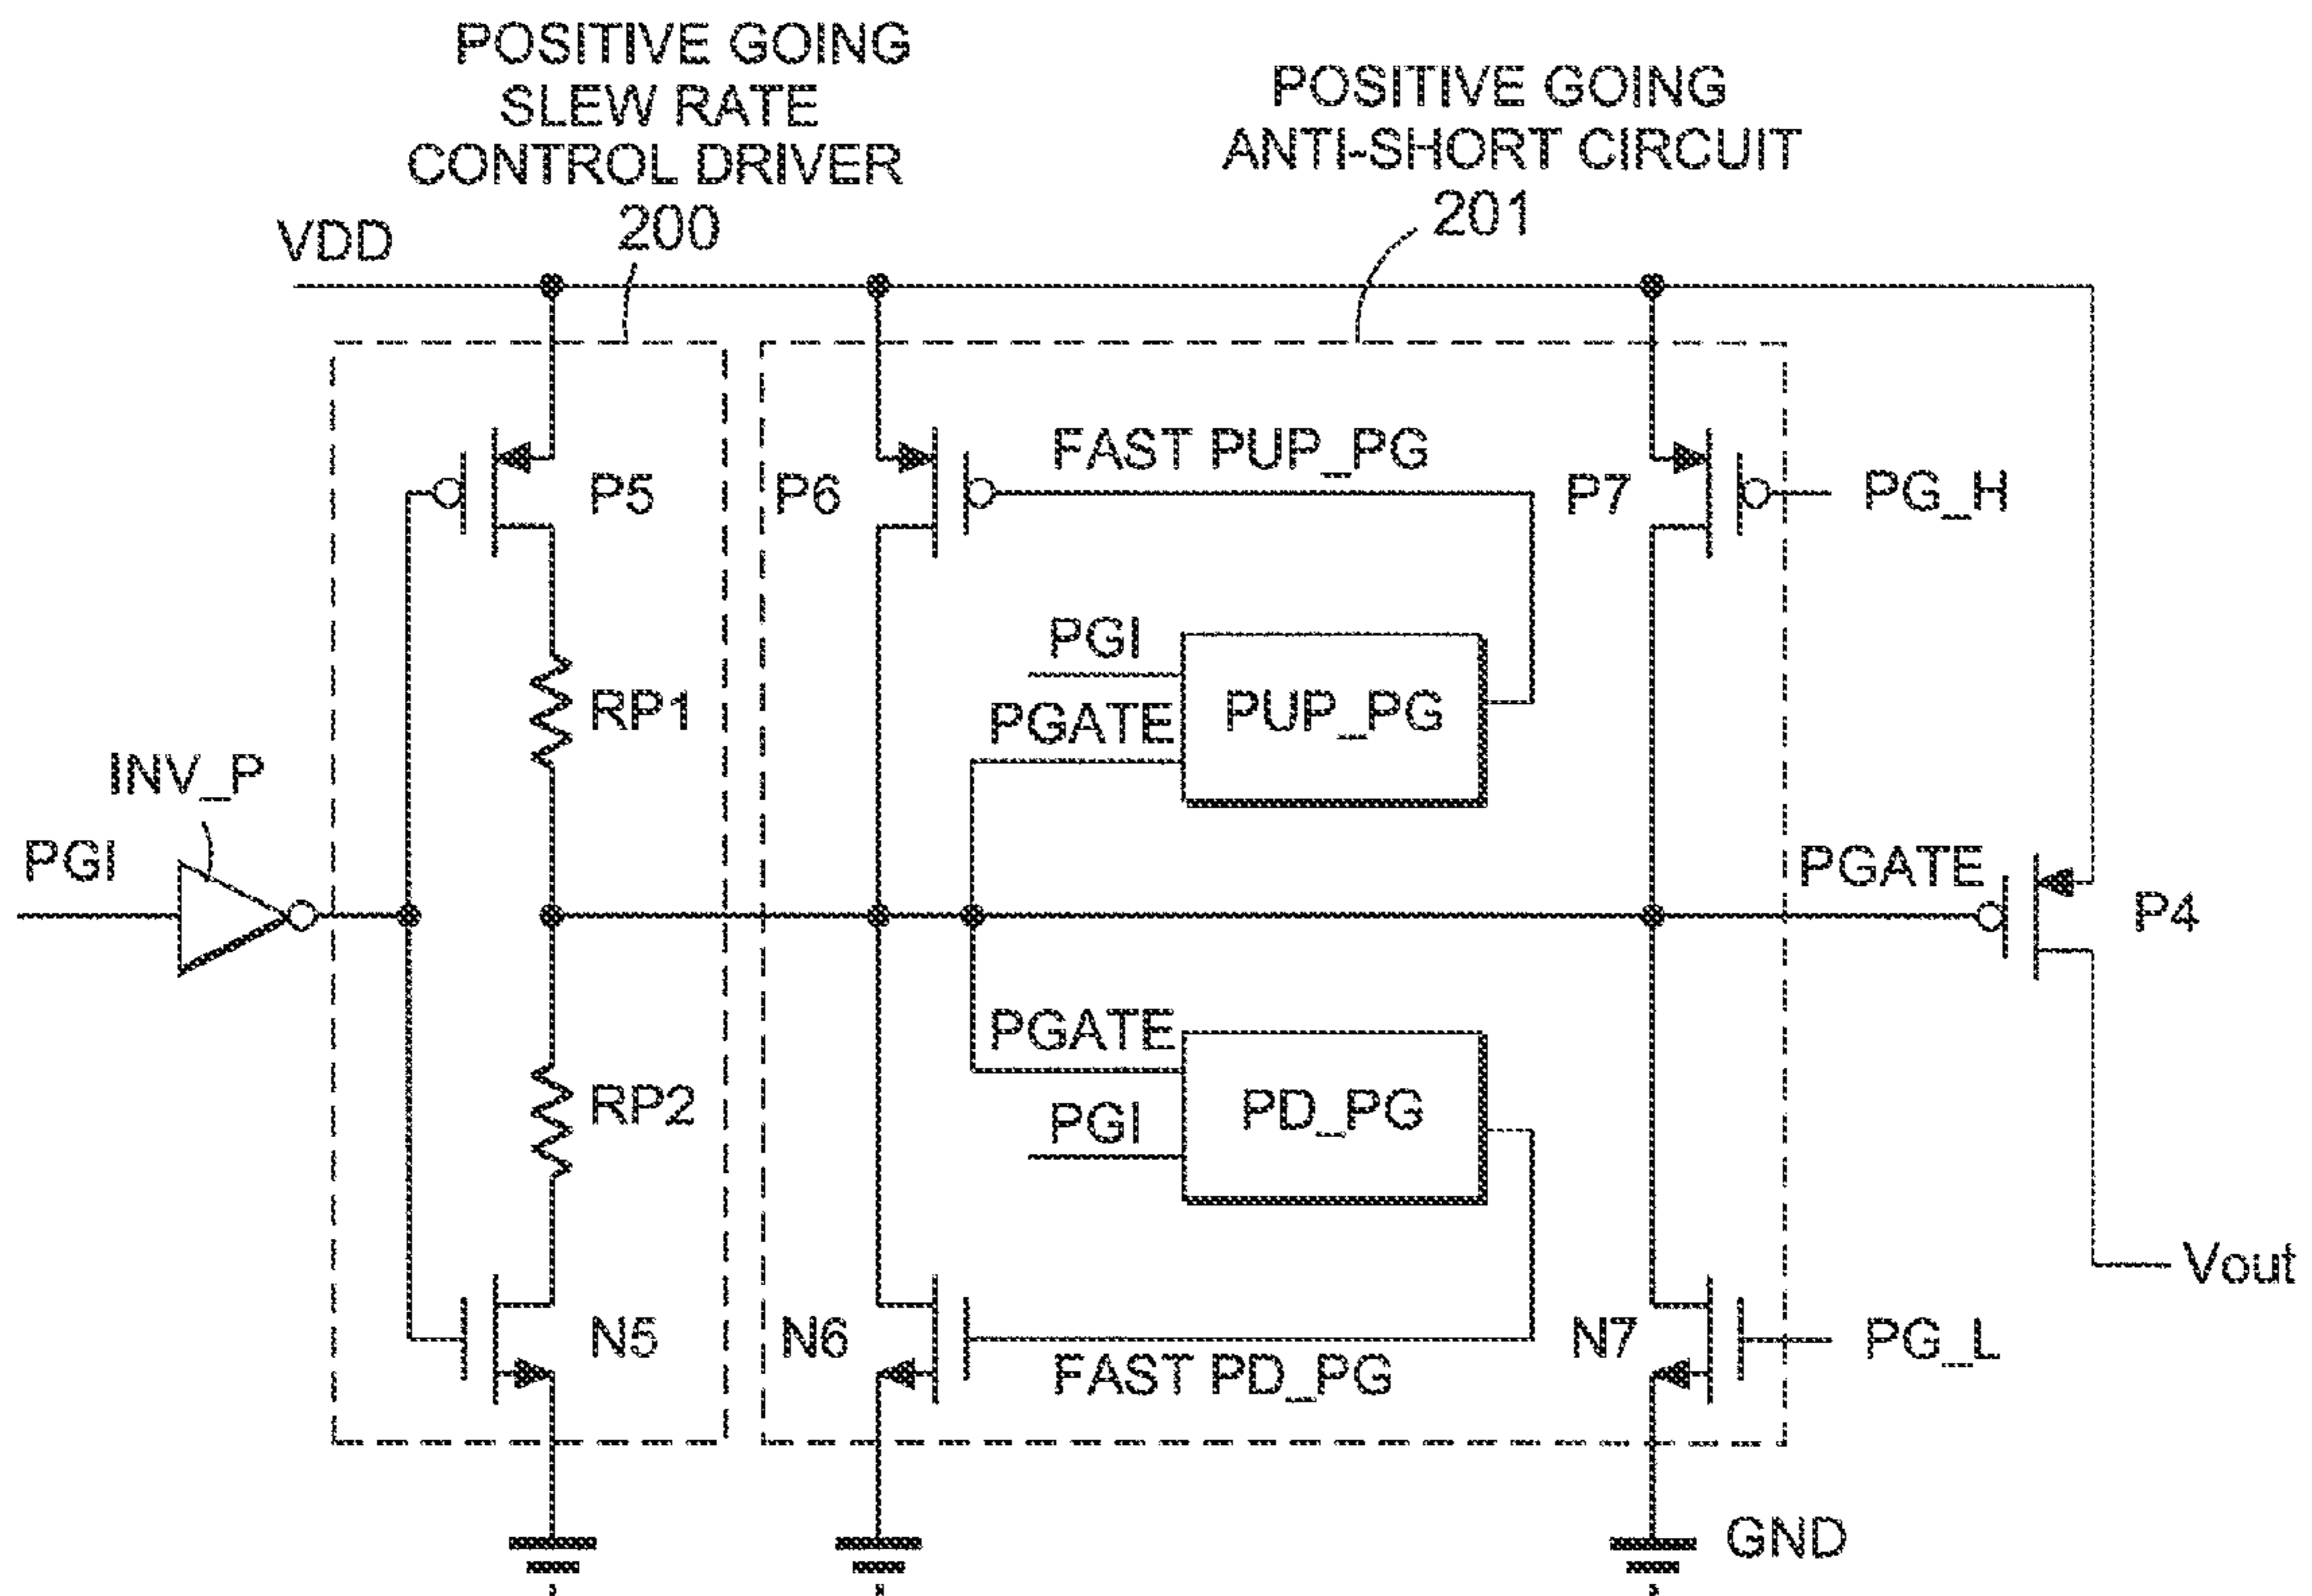 POSITIVE GOING
SLEW RATE
CONTROL DRIVER
200
POSITIVE GOING
ANTI-SHORT CIRCUIT
201
VDD
P5
P6
FAST PUP_PG
P7
PG_H
PGI
PGATE
PUP_PG
RP1
INV_P
PGI
PGATE
P4
PGATE
PGI
PD_PG
RP2
Vout
N5
N6
FAST PD_PG
N7
PG_L
GND